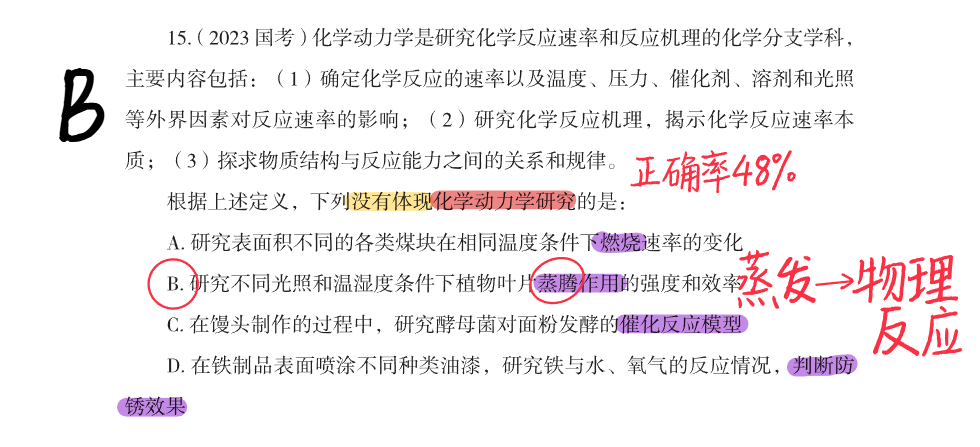 15.（2023 国考）化学动力学是研究化学反应速率和反应机理的化学分支学科，
主要内容包括：（1）确定化学反应的速率以及温度、压力、催化剂、溶剂和光照
等外界因素对反应速率的影响；（2）研究化学反应机理，揭示化学反应速率本
质；（3）探求物质结构与反应能力之间的关系和规律。
B
正确率48%
根据上述定义，下列没有体现化学动力学研究的是：
A. 研究表面积不同的各类煤块在相同温度条件下燃烧速率的变化
B. 研究不同光照和温湿度条件下植物叶片蒸腾作用的强度和效率
蒸发→物理
反应
C. 在馒头制作的过程中，研究酵母菌对面粉发酵的催化反应模型
D. 在铁制品表面喷涂不同种类油漆，研究铁与水、氧气的反应情况，判断防
锈效果